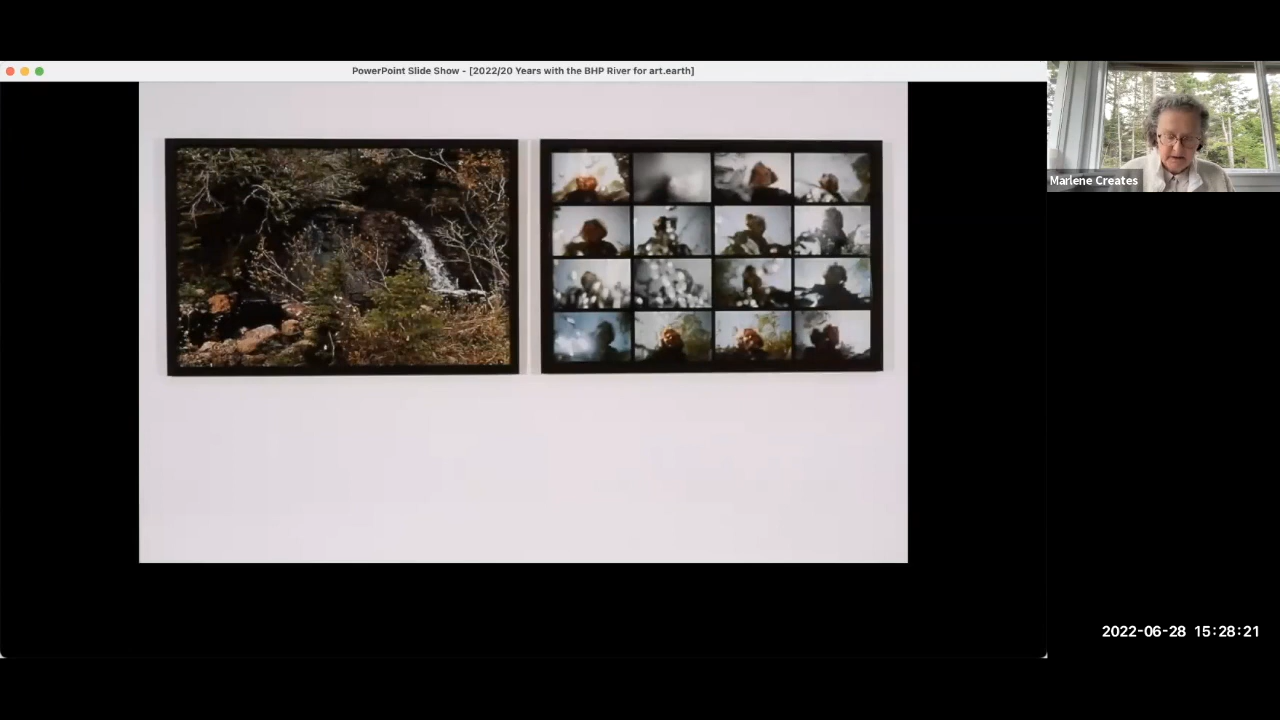 PowerPoint Slide Show - [2022/20 Years with the BHP River for art.earth]
Marlene Creates
2022-06-28 15:28:21